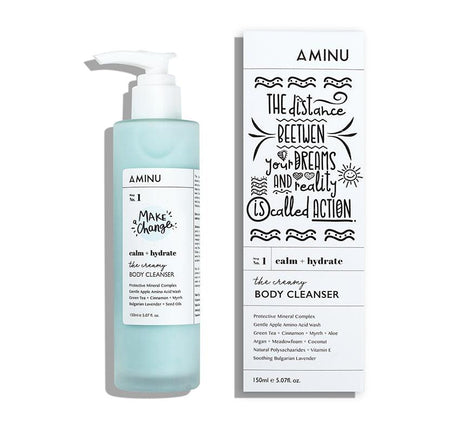 AMINU
Step No. 1
MAKE
a Change
calm + hydrate
the creamy
BODY CLEANSER
Protective Mineral Complex
Gentle Apple Amino Acid Wash
Green Tea + Cinnamon + Myrrh
Bulgarian Lavender + Seed Oils
150ml ℮ 5.07fl oz.
AMINU
THE distance
BEETWEN
your DREAMS
AND reality
IS called ACTION.
Step No. 1 calm + hydrate
the creamy
BODY CLEANSER
Protective Mineral Complex
Gentle Apple Amino Acid Wash
Green Tea + Cinnamon + Myrrh + Aloe
Argan + Meadowfoam + Coconut
Natural Polysaccharides + Vitamin E
Soothing Bulgarian Lavender
150ml ℮ 5.07fl oz.